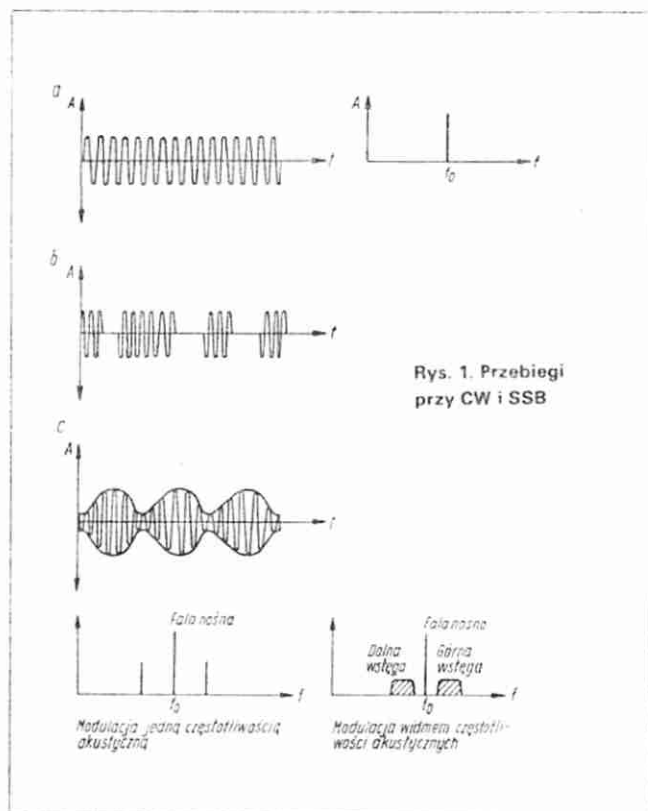 a
A
t
A
f₀
f
b
A
t
Rys. 1. Przebiegi
przy CW i SSB
c
A
t
Fala nośna
f₀
f
Modulacja jedną częstotliwością
akustyczną
Fala nośna
Dolna
wstęga
Górna
wstęga
f₀
f
Modulacja widmem częstotli-
wości akustycznych